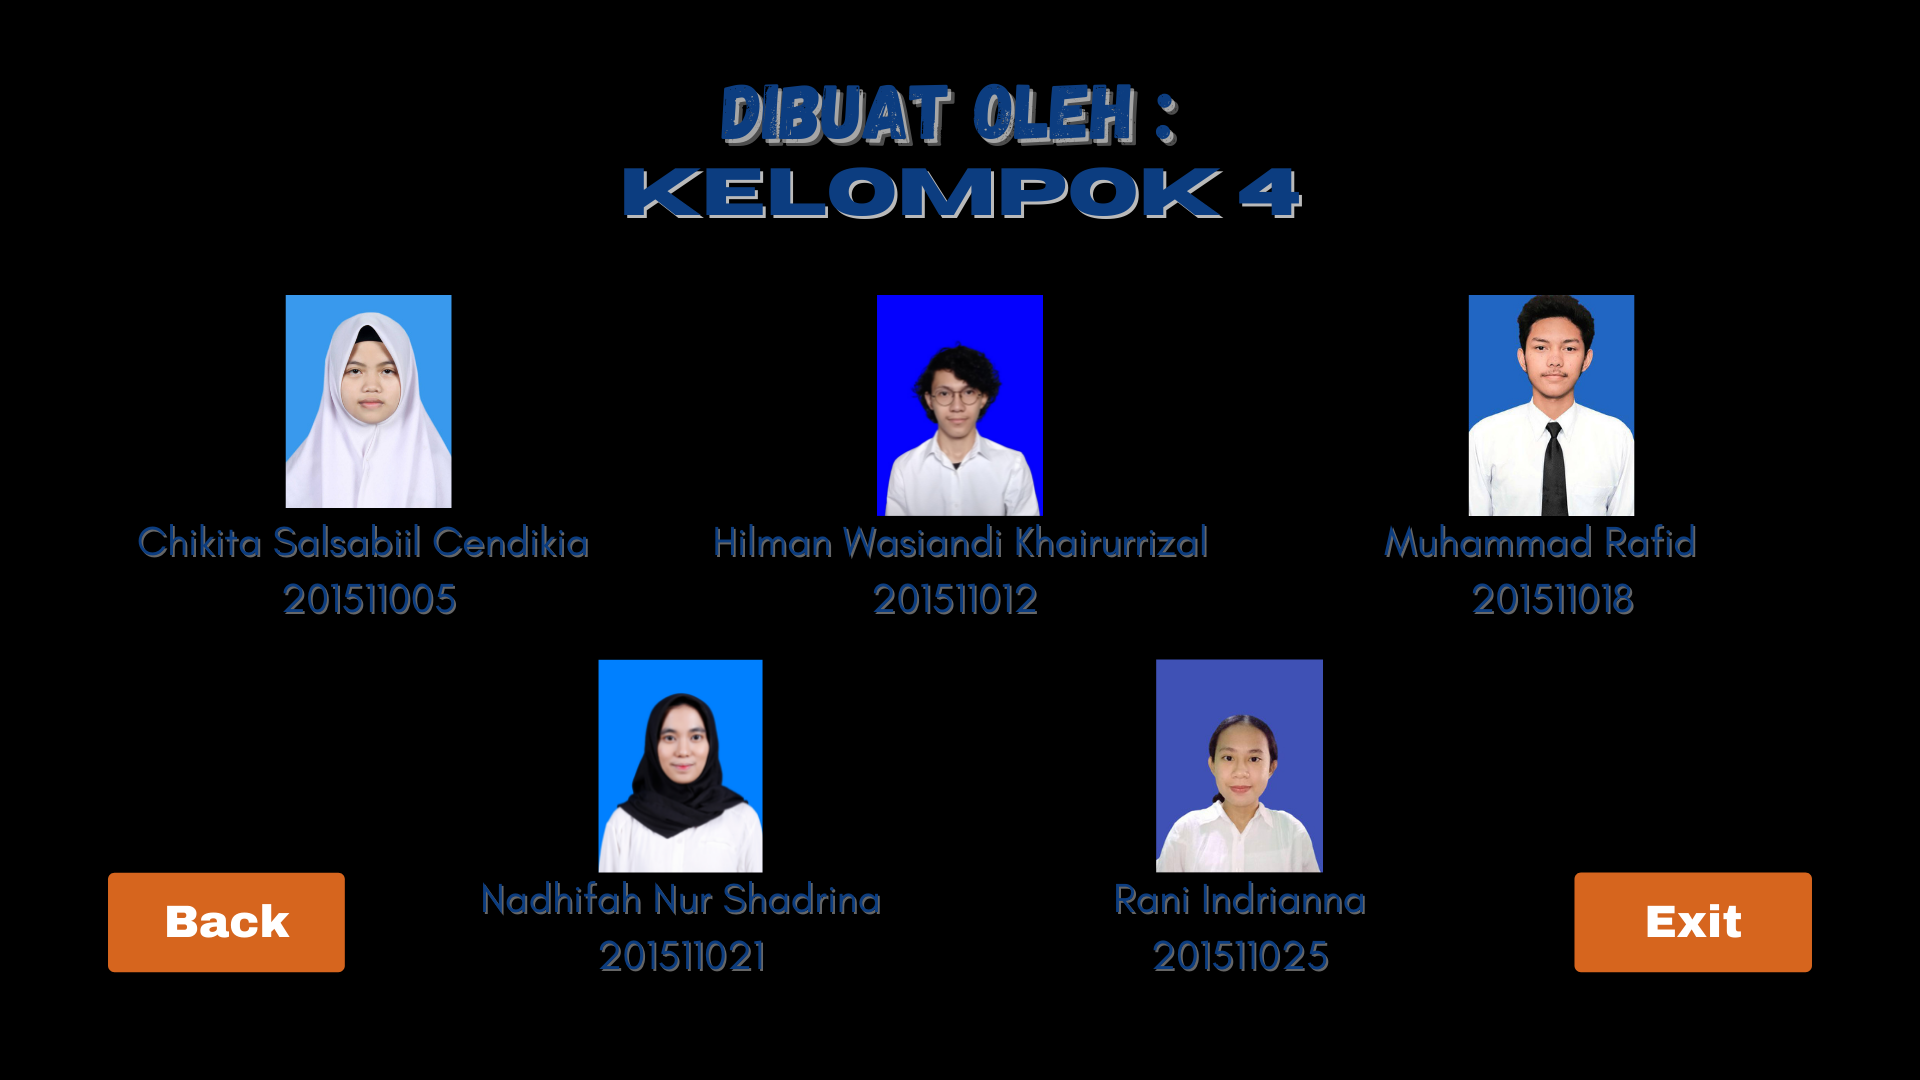 DIBUAT OLEH :
KELOMPOK 4
Chikita Salsabiil Cendikia
201511005
Hilman Wasiandi Khairurrizal
201511012
Muhammad Rafid
201511018
Nadhifah Nur Shadrina
201511021
Rani Indrianna
201511025
Back
Exit